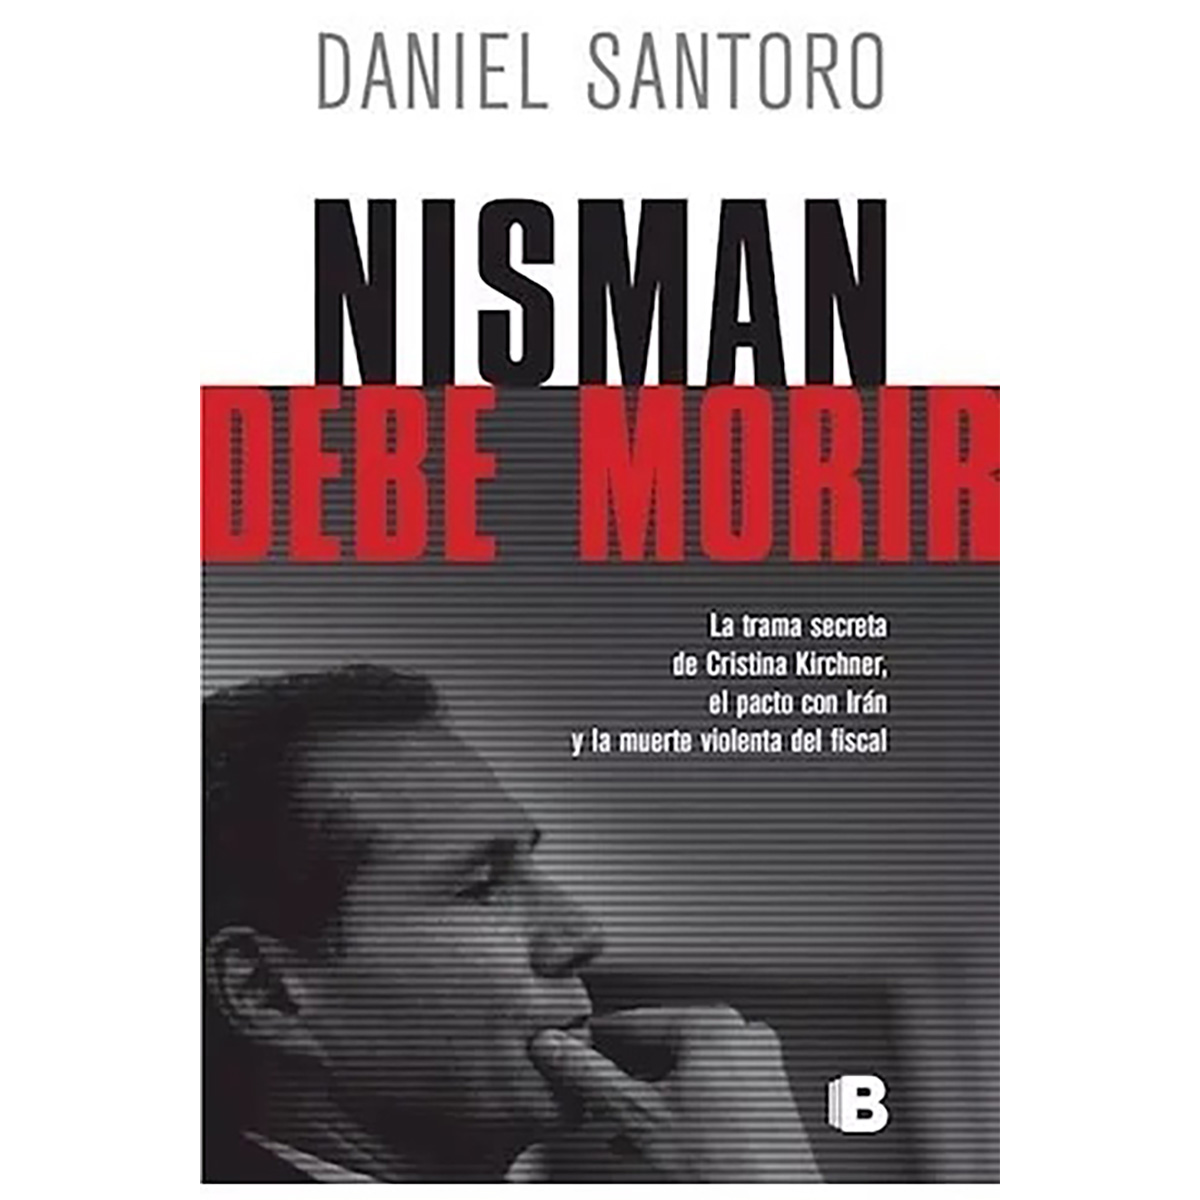 DANIEL SANTORO
NISMAN
DEBE MORIR
La trama secreta
de Cristina Kirchner,
el pacto con Irán
y la muerte violenta del fiscal
B